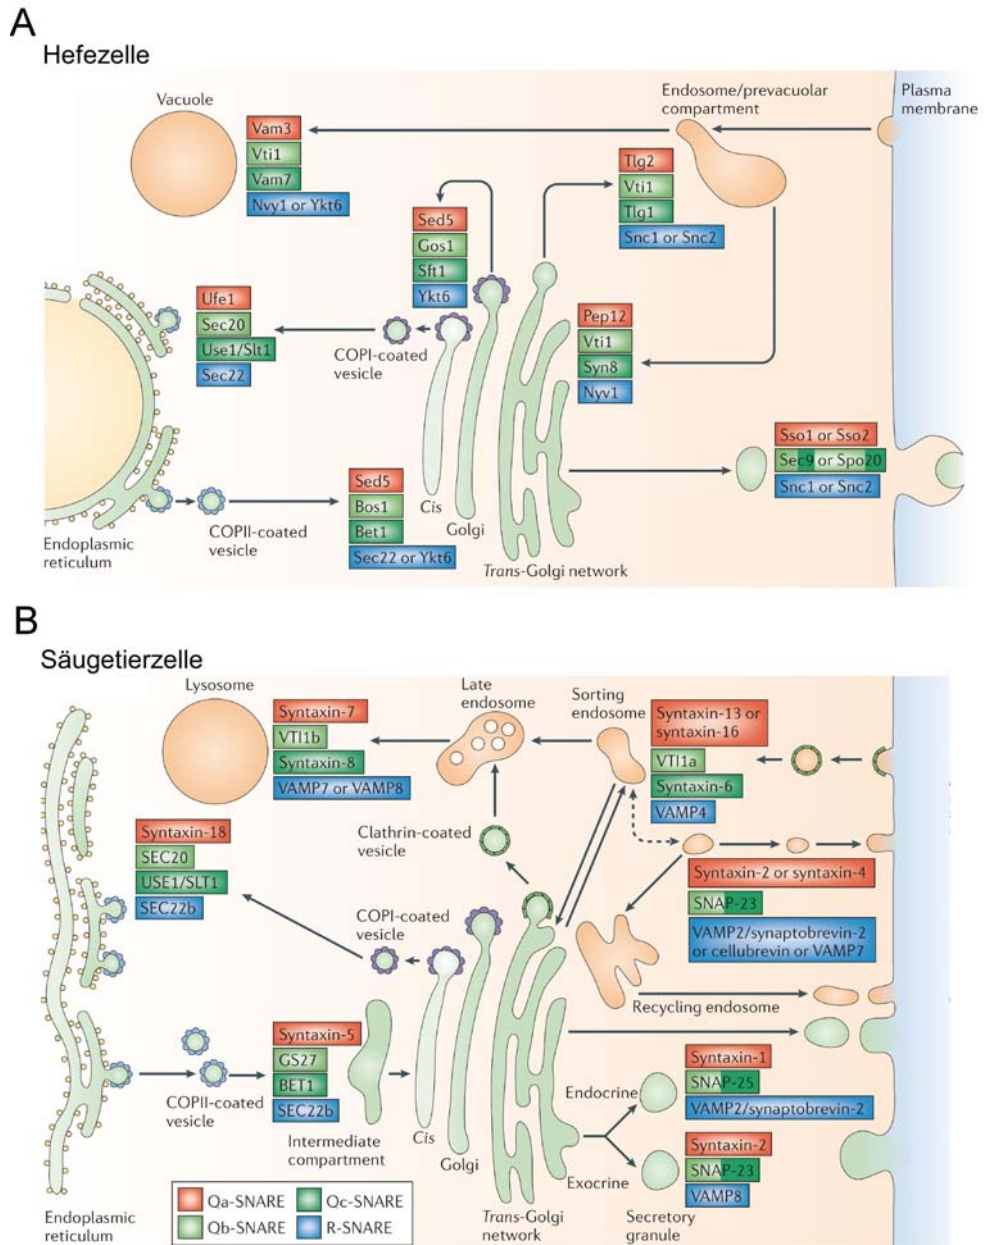 A
Hefezelle
Vacuole
Endosome/prevacuolar
compartment
Plasma
membrane
Vam3
Vti1
Vam7
Nvy1 or Ykt6
Tlg2
Vti1
Tlg1
Snc1 or Snc2
Sed5
Gos1
Sft1
Ykt6
Ufe1
Sec20
Use1/Slt1
Sec22
COPI-coated
vesicle
Pep12
Vti1
Syn8
Nyv1
Sso1 or Sso2
Sec9 or Spo20
Snc1 or Snc2
Sed5
Bos1
Bet1
Sec22 or Ykt6
COPII-coated
vesicle
Endoplasmic
reticulum
Cis
Golgi
Trans-Golgi network
B
Säugetierzelle
Lysosome
Late
endosome
Sorting
endosome
Syntaxin-7
VTI1b
Syntaxin-8
VAMP7 or VAMP8
Syntaxin-13 or
syntaxin-16
VTI1a
Syntaxin-6
VAMP4
Clathrin-coated
vesicle
Syntaxin-18
SEC20
USE1/SLT1
SEC22b
Syntaxin-2 or syntaxin-4
SNAP-23
VAMP2/synaptobrevin-2
or cellubrevin or VAMP7
COPI-coated
vesicle
Recycling endosome
Syntaxin-5
GS27
BET1
SEC22b
COPII-coated
vesicle
Intermediate
compartment
Cis
Golgi
Endocrine
Syntaxin-1
SNAP-25
VAMP2/synaptobrevin-2
Exocrine
Syntaxin-2
SNAP-23
VAMP8
Endoplasmic
reticulum
Qa-SNARE
Qc-SNARE
Qb-SNARE
R-SNARE
Trans-Golgi
network
Secretory
granule